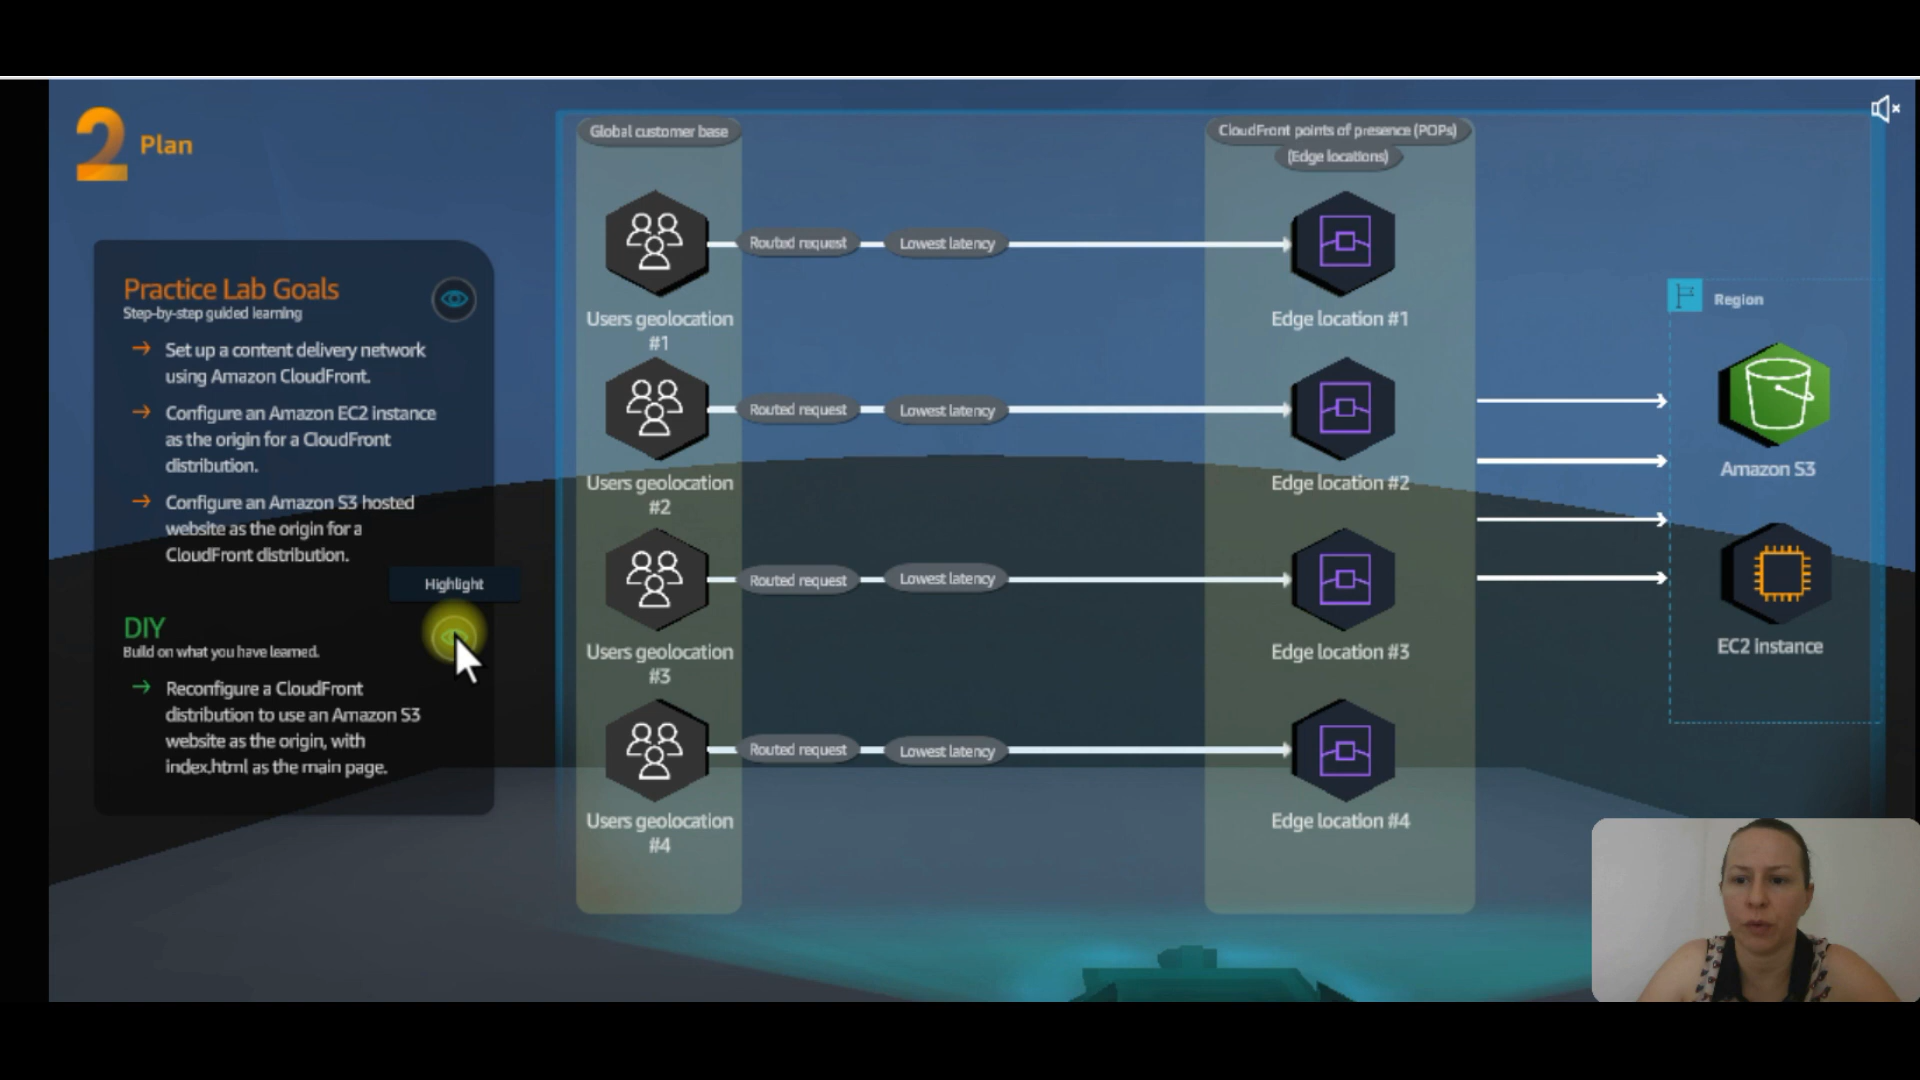 2
Plan
Practice Lab Goals
Step-by-step guided learning
→ Set up a content delivery network
using Amazon CloudFront.
→ Configure an Amazon EC2 instance
as the origin for a CloudFront
distribution.
→ Configure an Amazon S3 hosted
website as the origin for a
CloudFront distribution.
Highlight
DIY
Build on what you have learned.
→ Reconfigure a CloudFront
distribution to use an Amazon S3
website as the origin, with
index.html as the main page.
Global customer base
CloudFront points of presence (POPs)
(Edge locations)
Routed request
Lowest latency
Users geolocation
#1
Edge location #1
Routed request
Lowest latency
Users geolocation
#2
Edge location #2
Routed request
Lowest latency
Users geolocation
#3
Edge location #3
Routed request
Lowest latency
Users geolocation
#4
Edge location #4
Region
Amazon S3
EC2 instance